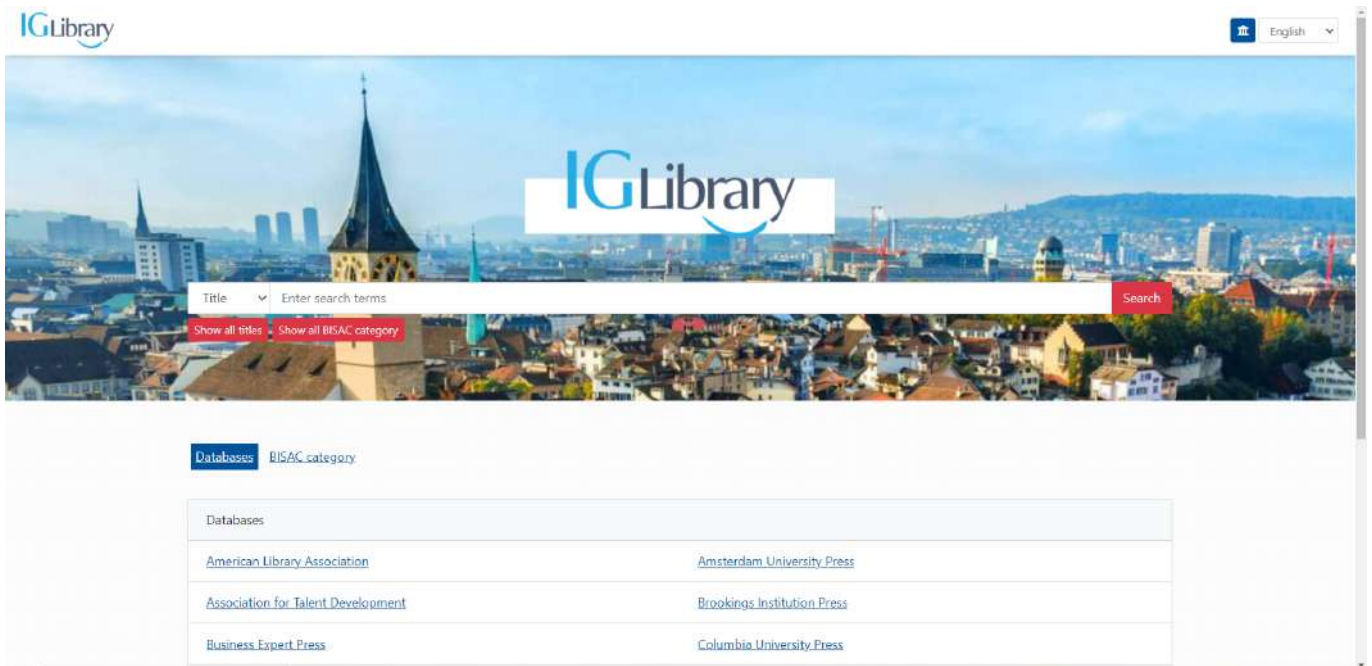 IGLibrary
English
IGLibrary
Title Enter search terms Search
Show all titles Show all BISAC category
Databases BISAC category
Databases
American Library Association Amsterdam University Press
Association for Talent Development Brookings Institution Press
Business Expert Press Columbia University Press